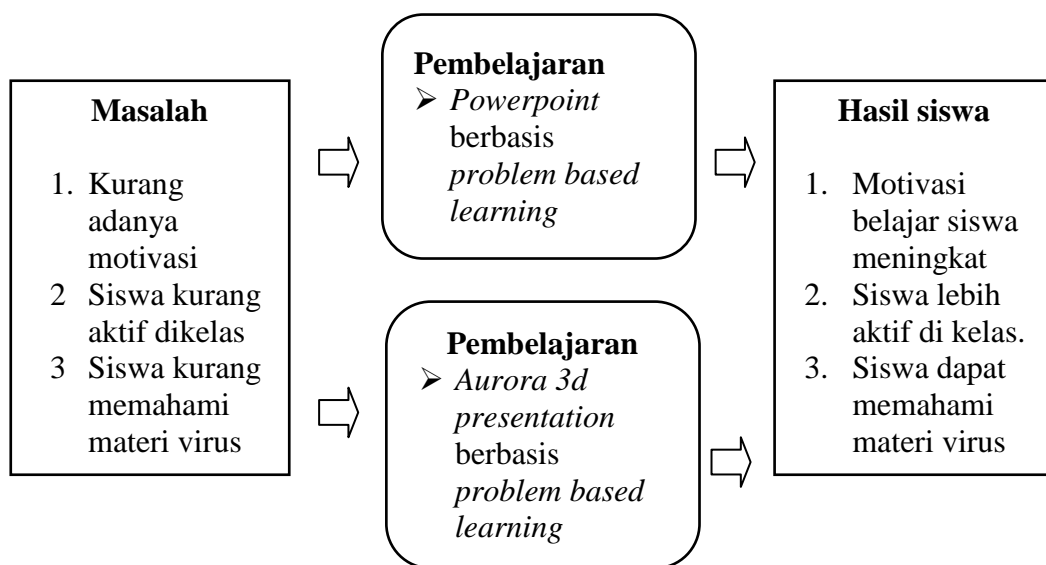 Masalah
1. Kurang
adanya
motivasi
2 Siswa kurang
aktif dikelas
3 Siswa kurang
memahami
materi virus
Pembelajaran
➢ Powerpoint
berbasis
problem based
learning
Pembelajaran
➢ Aurora 3d
presentation
berbasis
problem based
learning
Hasil siswa
1. Motivasi
belajar siswa
meningkat
2. Siswa lebih
aktif di kelas.
3. Siswa dapat
memahami
materi virus